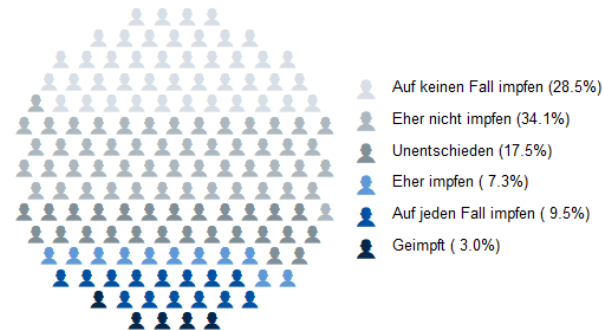 Auf keinen Fall impfen (28.5%)
Eher nicht impfen (34.1%)
Unentschieden (17.5%)
Eher impfen ( 7.3%)
Auf jeden Fall impfen ( 9.5%)
Geimpft ( 3.0%)